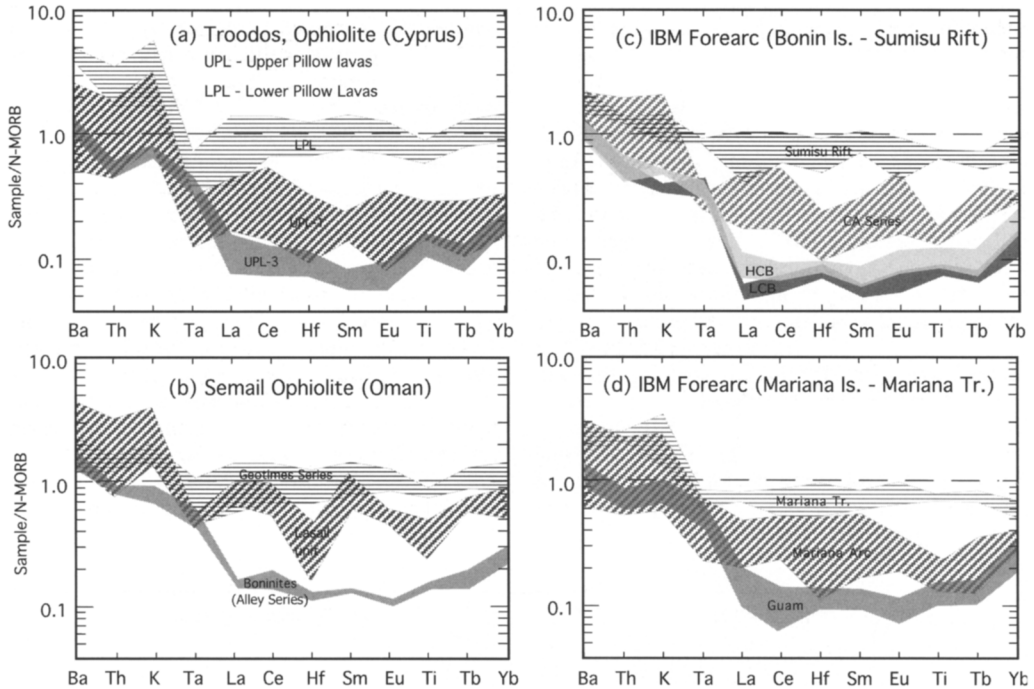 10.0
(a) Troodos, Ophiolite (Cyprus)
UPL - Upper Pillow lavas
LPL - Lower Pillow Lavas
Sample/N-MORB
1.0
LPL
UPL-1
0.1
UPL-3
Ba Th K Ta La Ce Hf Sm Eu Ti Tb Yb
10.0
(c) IBM Forearc (Bonin Is. - Sumisu Rift)
1.0
Sumisu Rift
CA Series
0.1
HCB
LCB
Ba Th K Ta La Ce Hf Sm Eu Ti Tb Yb
10.0
(b) Semail Ophiolite (Oman)
Sample/N-MORB
1.0
Geotimes Series
Lasail
unit
Boninites
(Alley Series)
0.1
Ba Th K Ta La Ce Hf Sm Eu Ti Tb Yb
10.0
(d) IBM Forearc (Mariana Is. - Mariana Tr.)
1.0
Mariana Tr.
Mariana Arc
0.1
Guam
Ba Th K Ta La Ce Hf Sm Eu Ti Tb Yb